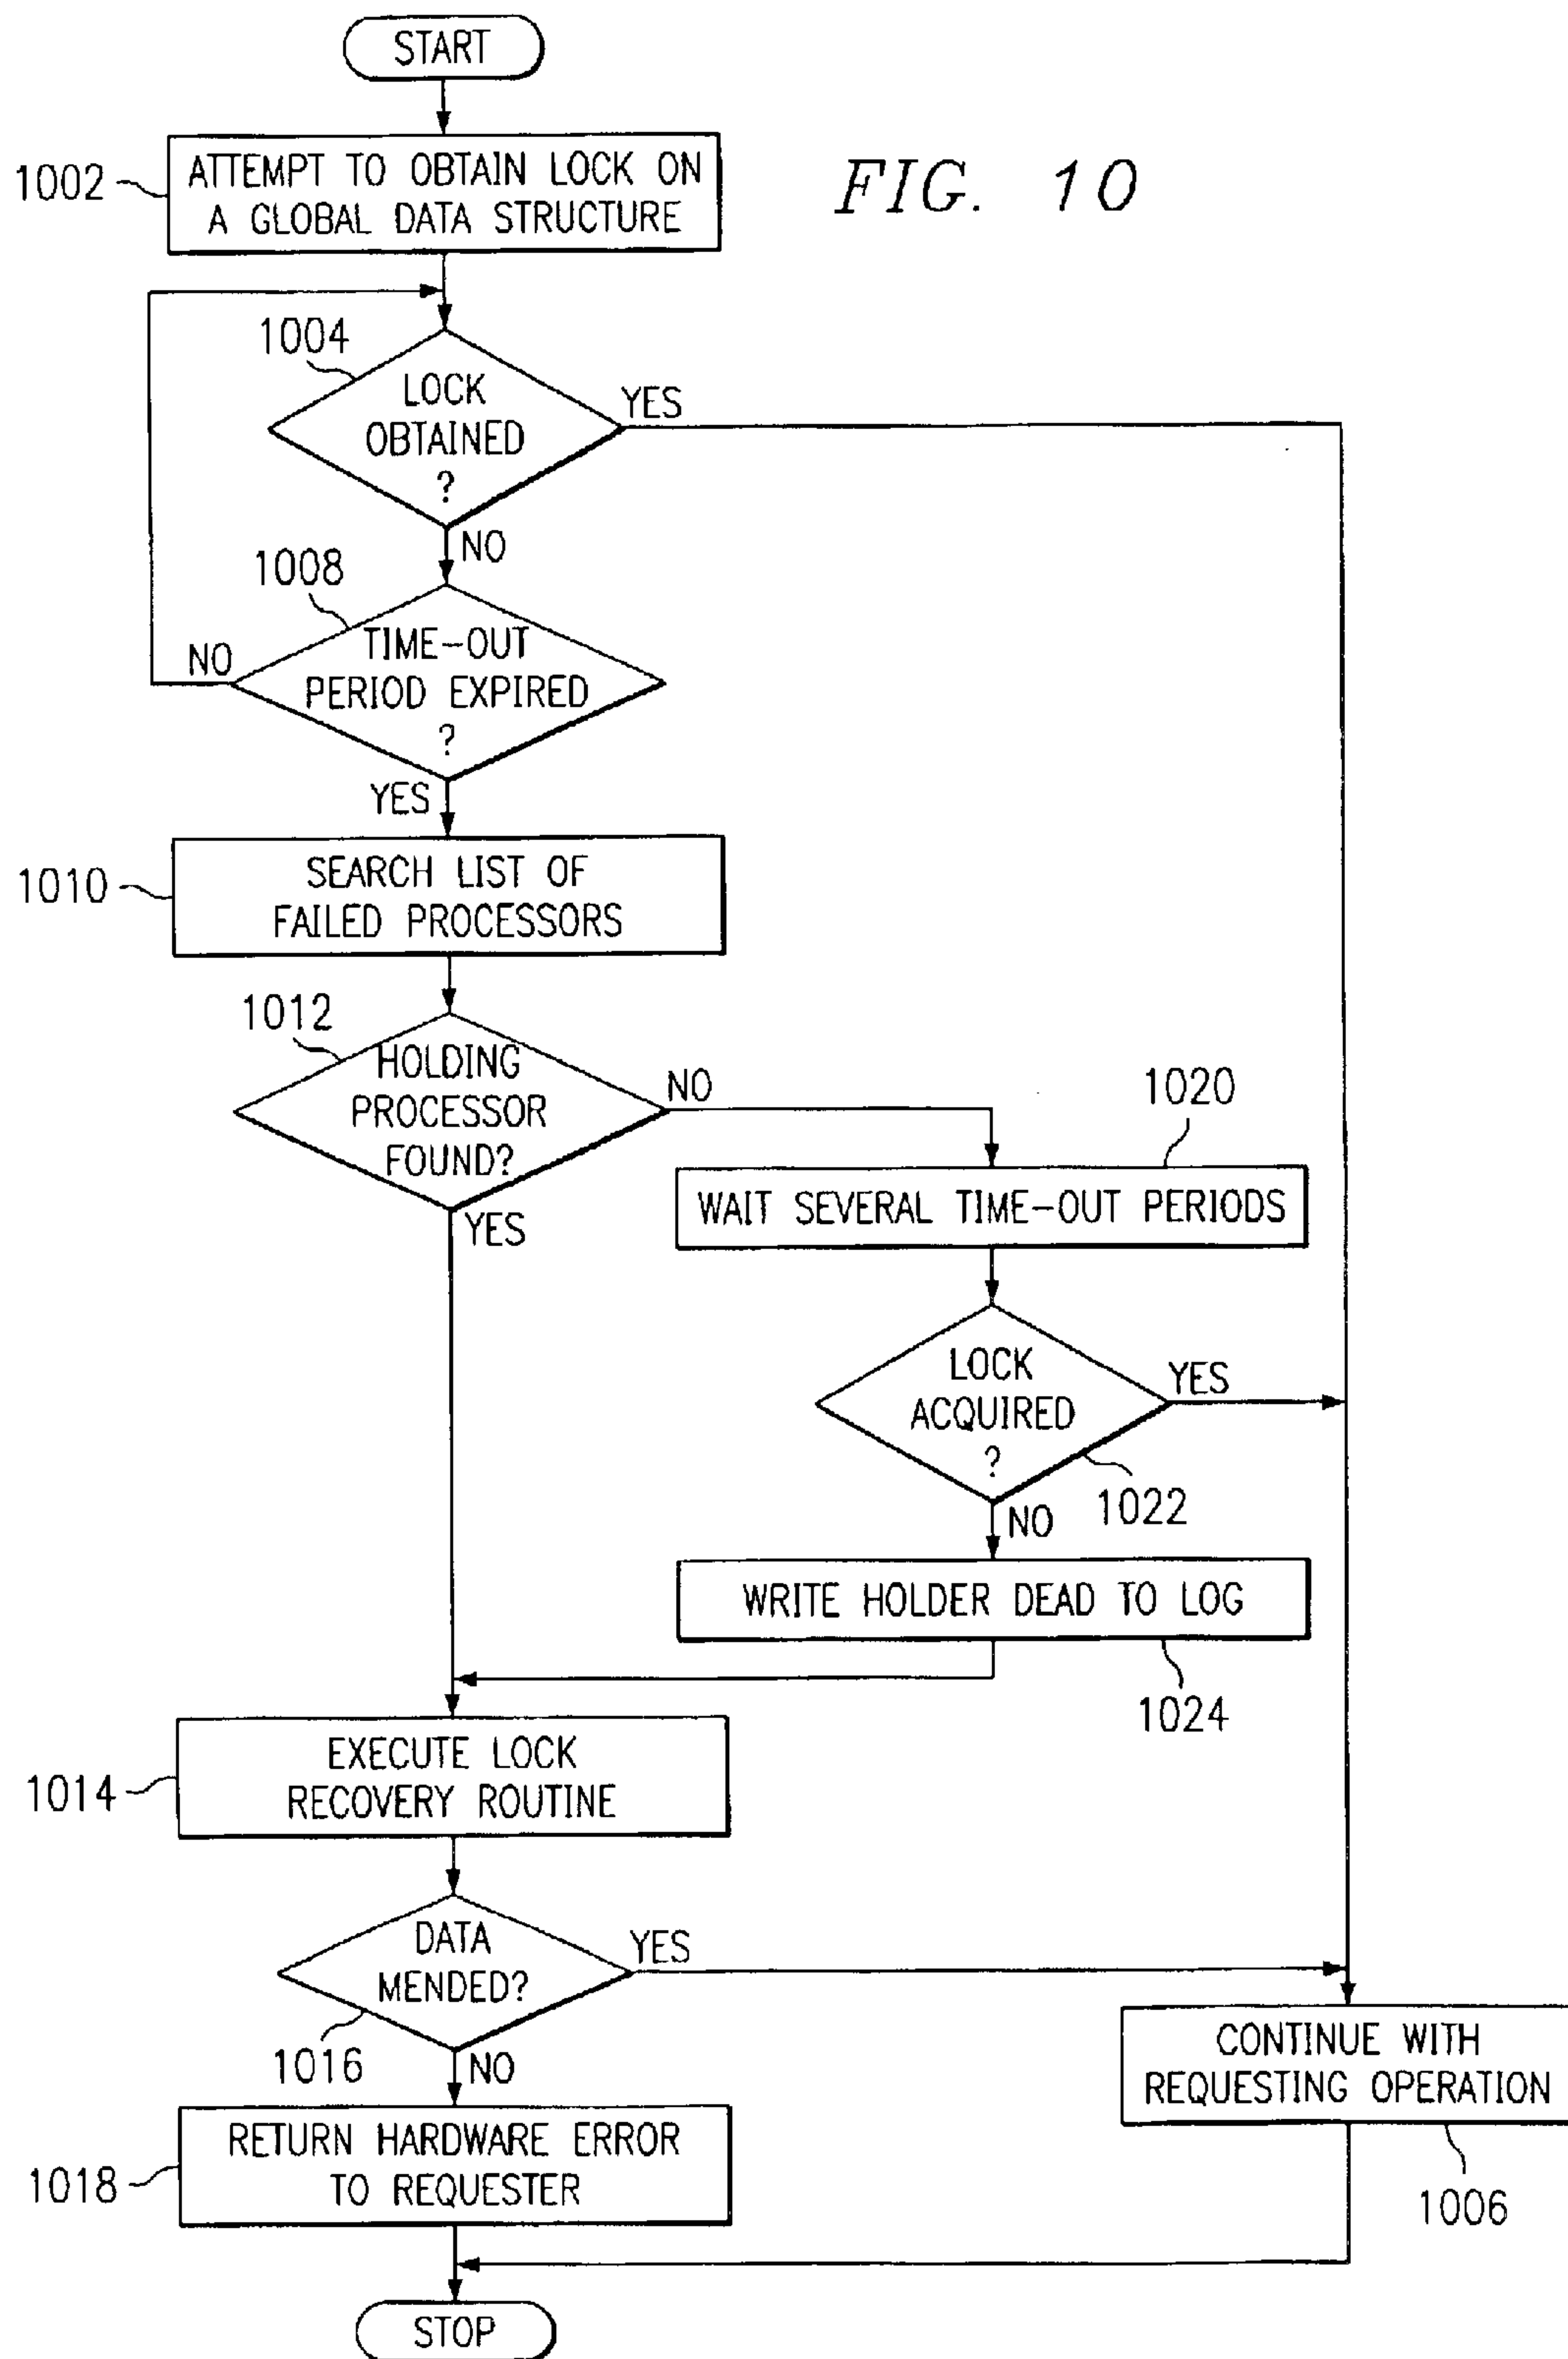 START
1002
ATTEMPT TO OBTAIN LOCK ON
A GLOBAL DATA STRUCTURE
FIG. 10
1004
LOCK
OBTAINED
?
YES
NO
1008
TIME-OUT
PERIOD EXPIRED
?
NO
YES
1010
SEARCH LIST OF
FAILED PROCESSORS
1012
HOLDING
PROCESSOR
FOUND?
NO
YES
1020
WAIT SEVERAL TIME-OUT PERIODS
LOCK
ACQUIRED
?
YES
1022
NO
WRITE HOLDER DEAD TO LOG
1024
1014
EXECUTE LOCK
RECOVERY ROUTINE
DATA
MENDED?
YES
1016
NO
CONTINUE WITH
REQUESTING OPERATION
1006
1018
RETURN HARDWARE ERROR
TO REQUESTER
STOP